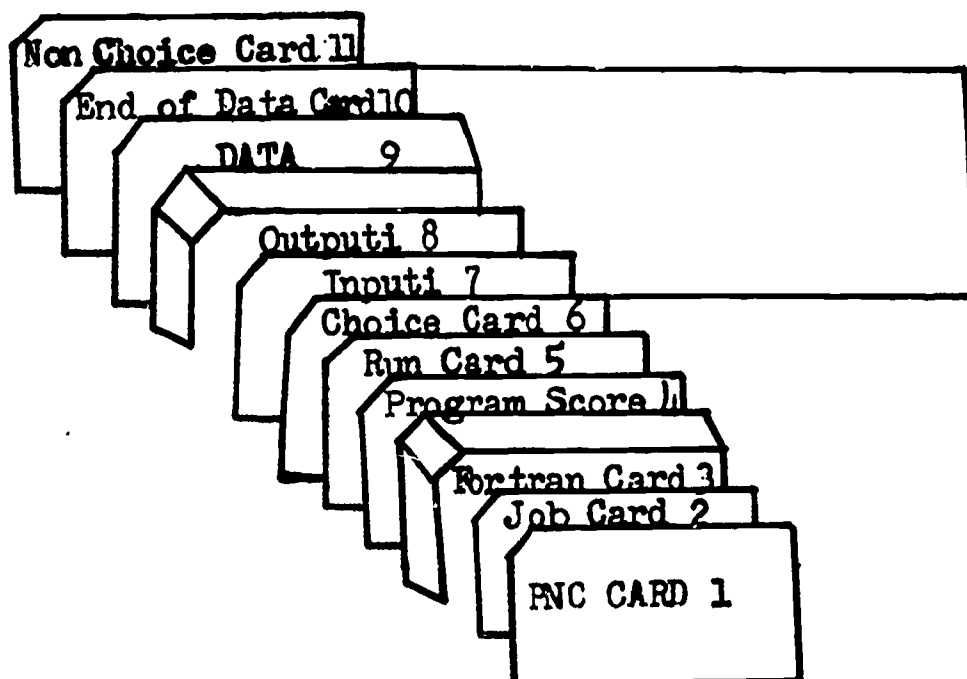 Non Choice Card 11
End of Data Card 10
DATA 9
Outputi 8
Inputi 7
Choice Card 6
Run Card 5
Program Score 4
Fortran Card 3
Job Card 2
PNC CARD 1